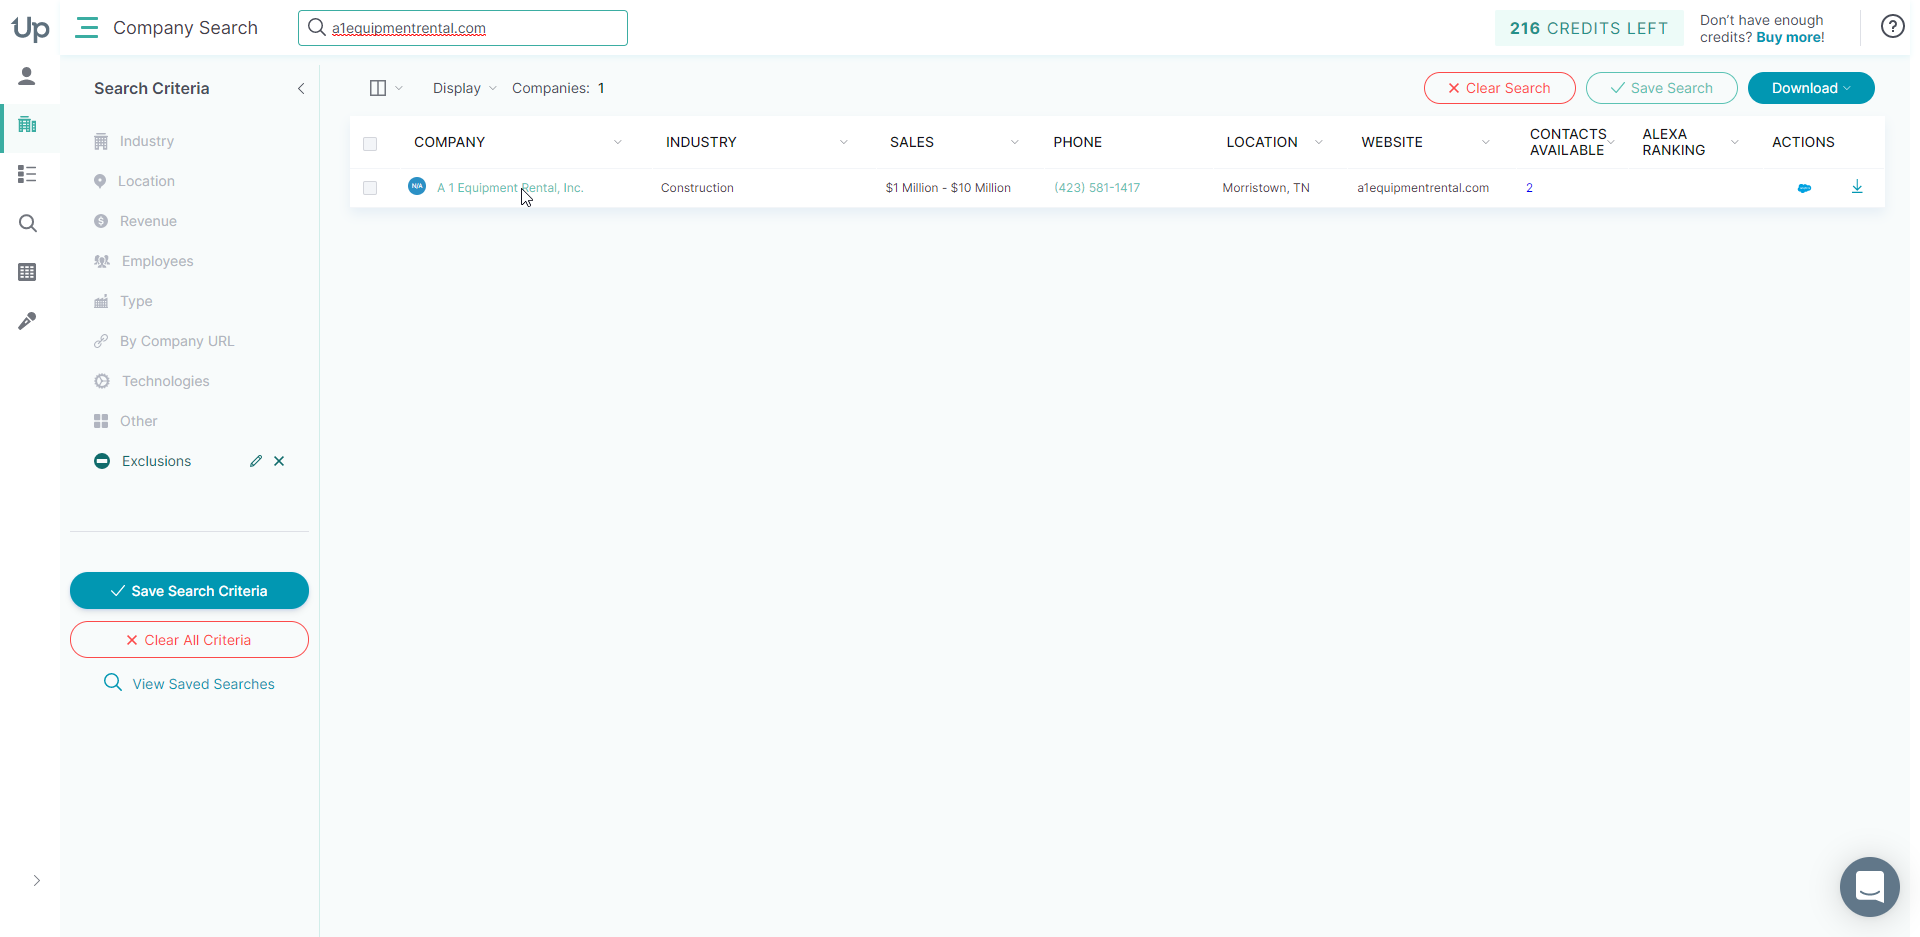 Up
Company Search
a1equipmentrental.com
216 CREDITS LEFT
Don't have enough
credits? Buy more!
Search Criteria
Display
Companies: 1
Clear Search
Save Search
Download
Industry
Location
Revenue
Employees
Type
By Company URL
Technologies
Other
Exclusions
COMPANY INDUSTRY SALES PHONE LOCATION WEBSITE CONTACTS AVAILABLE ALEXA RANKING ACTIONS
N/A A 1 Equipment Rental, Inc. Construction $1 Million - $10 Million (423) 581-1417 Morristown, TN a1equipmentrental.com 2
Save Search Criteria
Clear All Criteria
View Saved Searches